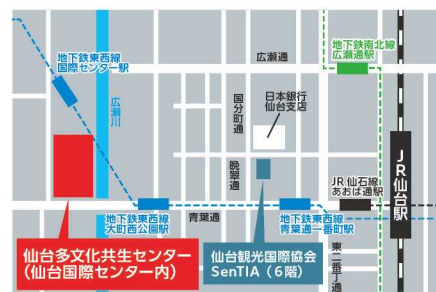 地下鉄東西線
国際センター駅
広瀬通
地下鉄南北線
広瀬通駅
広瀬川
国分町通
日本銀行
仙台支店
晩翠通
JR仙石線
あおば通駅
JR仙台駅
地下鉄東西線
大町西公園駅
青葉通
地下鉄東西線
青葉通一番町駅
東二番丁通
仙台多文化共生センター
(仙台国際センター内)
仙台観光国際協会
SenTIA(6階)